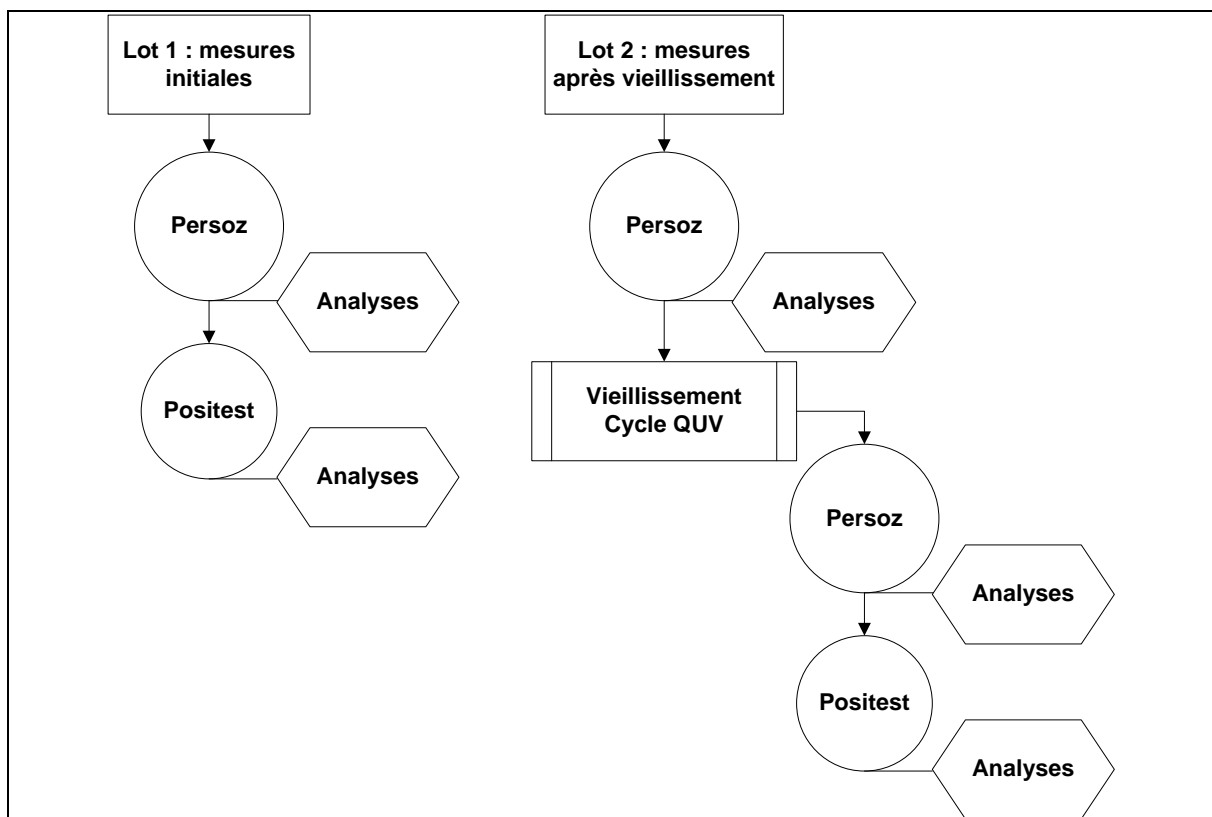 Lot 1 : mesures
initiales
Persoz
Analyses
Positest
Analyses
Lot 2 : mesures
après vieillissement
Persoz
Analyses
Vieillissement
Cycle QUV
Persoz
Analyses
Positest
Analyses